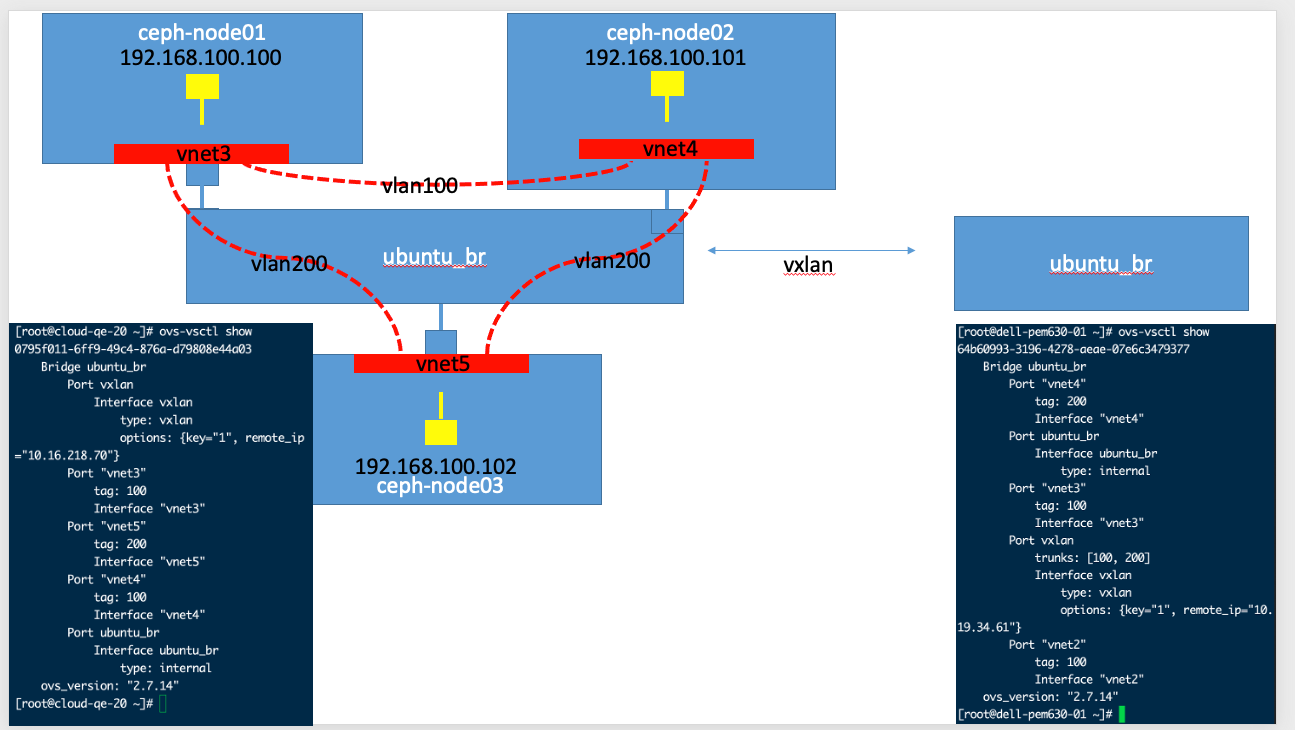 ceph-node01
192.168.100.100
vnet3
ceph-node02
192.168.100.101
vnet4
vlan100
vlan200
ubuntu_br
vlan200
vxlan
ubuntu_br
vnet5
192.168.100.102
ceph-node03
[root@cloud-qe-20 ~]# ovs-vsctl show
0795f011-6ff9-49c4-876a-d79808e44a03
Bridge ubuntu_br
Port vxlan
Interface vxlan
type: vxlan
options: {key="1", remote_ip
="10.16.218.70"}
Port "vnet3"
tag: 100
Interface "vnet3"
Port "vnet5"
tag: 200
Interface "vnet5"
Port "vnet4"
tag: 100
Interface "vnet4"
Port ubuntu_br
Interface ubuntu_br
type: internal
ovs_version: "2.7.14"
[root@cloud-qe-20 ~]#
[root@dell-pem630-01 ~]# ovs-vsctl show
64b60993-3196-4278-aeae-07e6c3479377
Bridge ubuntu_br
Port "vnet4"
tag: 200
Interface "vnet4"
Port ubuntu_br
Interface ubuntu_br
type: internal
Port "vnet3"
tag: 100
Interface "vnet3"
Port vxlan
trunks: [100, 200]
Interface vxlan
type: vxlan
options: {key="1", remote_ip="10.
19.34.61"}
Port "vnet2"
tag: 100
Interface "vnet2"
ovs_version: "2.7.14"
[root@dell-pem630-01 ~]#